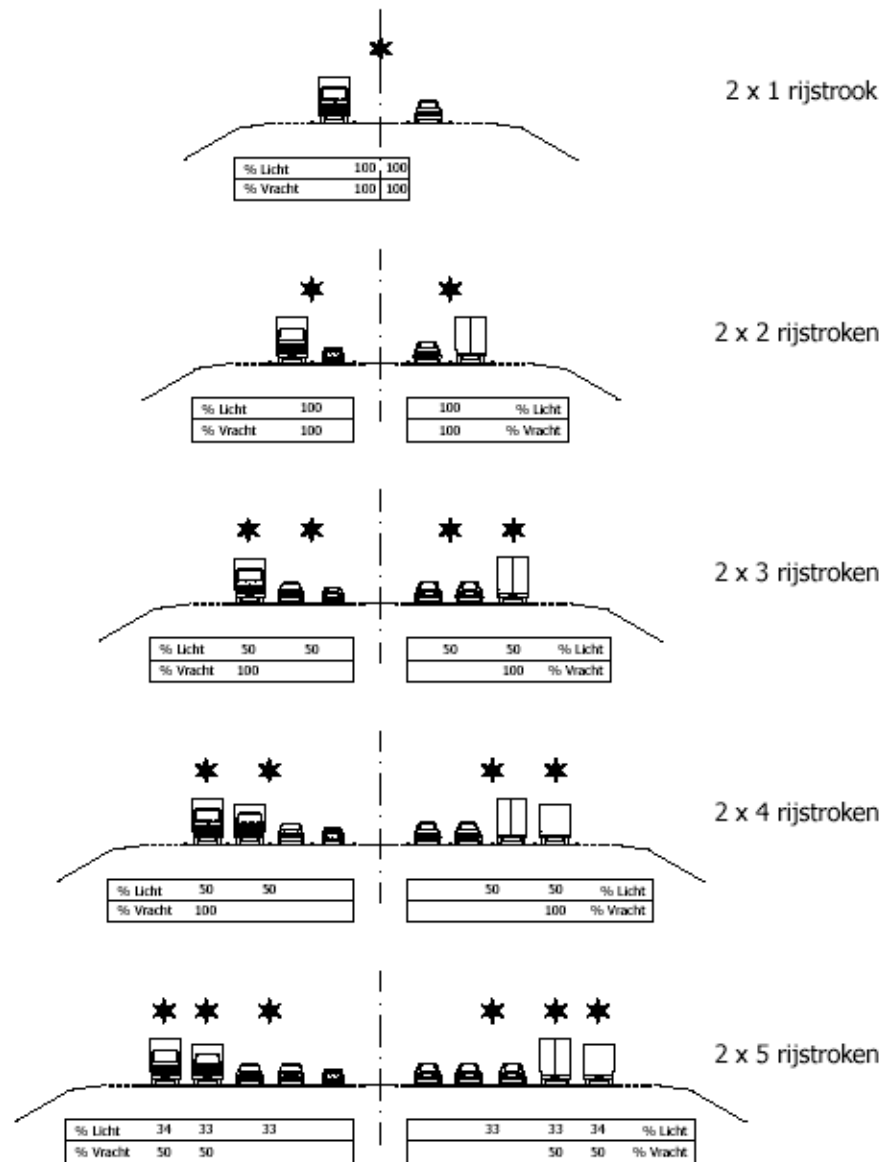 2 x 1 rijstrook
% Licht 100 100
% Vracht 100 100
2 x 2 rijstroken
% Licht 100 100 % Licht
% Vracht 100 100 % Vracht
2 x 3 rijstroken
% Licht 50 50 50 50 % Licht
% Vracht 100 100 % Vracht
2 x 4 rijstroken
% Licht 50 50 50 50 % Licht
% Vracht 100 100 % Vracht
2 x 5 rijstroken
% Licht 34 33 33 33 33 34 % Licht
% Vracht 50 50 50 50 % Vracht